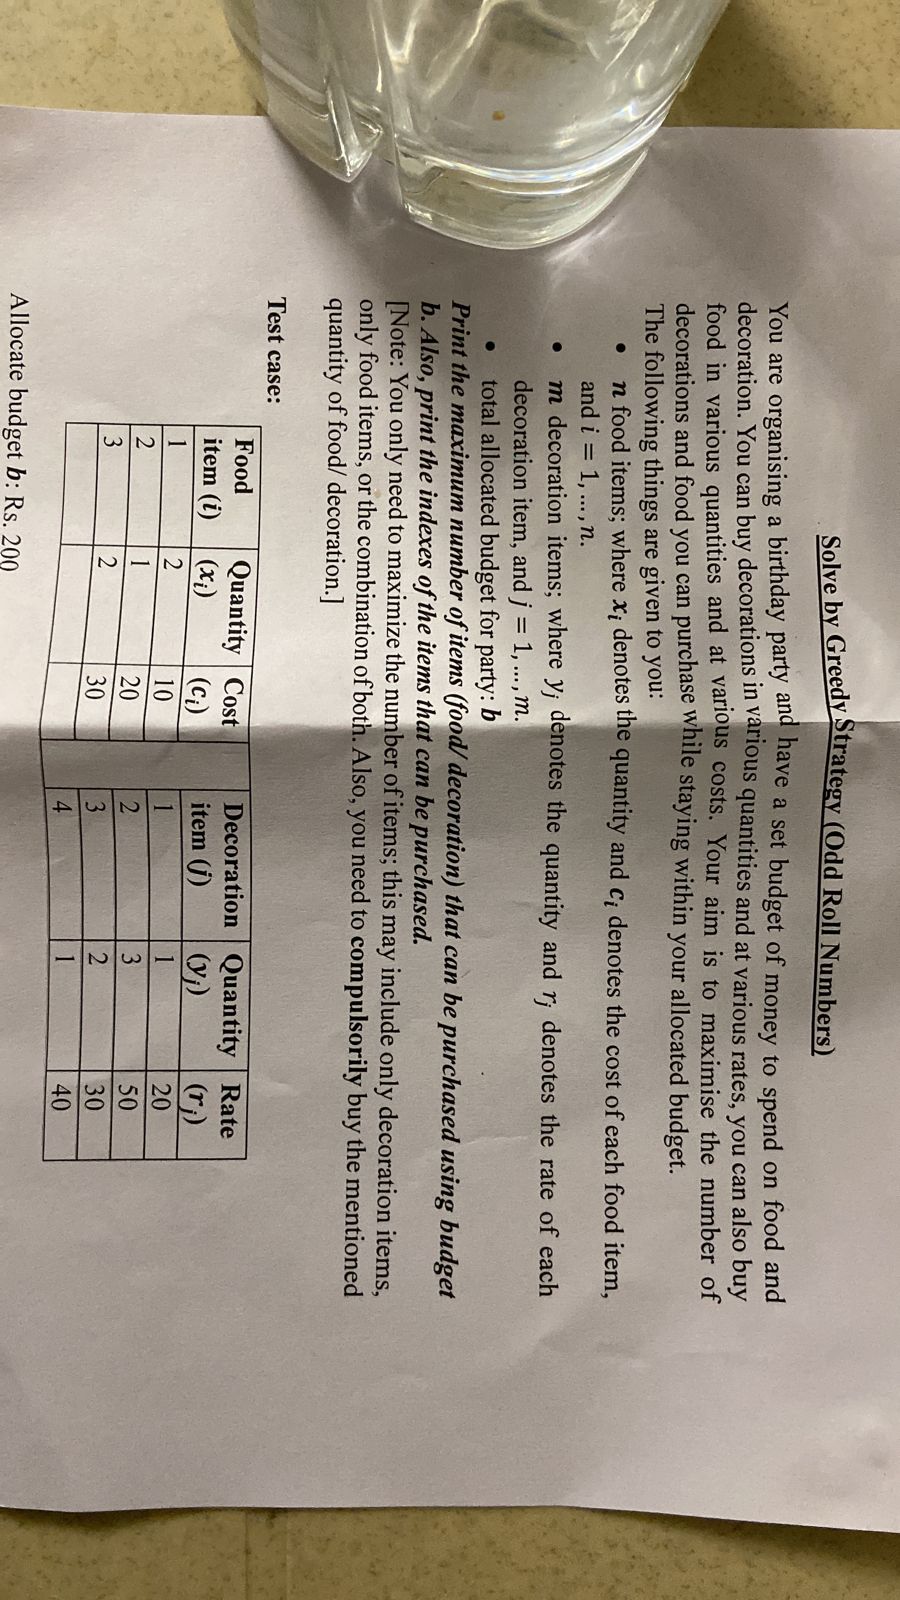 Solve by Greedy Strategy (Odd Roll Numbers)
You are organising a birthday party and have a set budget of money to spend on food and
decoration. You can buy decorations in various quantities and at various rates, you can also buy
food in various quantities and at various costs. Your aim is to maximise the number of
decorations and food you can purchase while staying within your allocated budget.
The following things are given to you:
• n food items; where xᵢ denotes the quantity and cᵢ denotes the cost of each food item,
and i = 1, ..., n.
• m decoration items; where yⱼ denotes the quantity and rⱼ denotes the rate of each
decoration item, and j = 1, ..., m.
• total allocated budget for party: b
Print the maximum number of items (food/ decoration) that can be purchased using budget
b. Also, print the indexes of the items that can be purchased.
[Note: You only need to maximize the number of items; this may include only decoration items,
only food items, or the combination of both. Also, you need to compulsorily buy the mentioned
quantity of food/ decoration.]
Test case:
Food item (i) Quantity (xᵢ) Cost (cᵢ) Decoration item (j) Quantity (yⱼ) Rate (rⱼ)
1 2 10 1 1 20
2 1 20 2 3 50
3 2 30 3 2 30
4 1 40
Allocate budget b: Rs. 200